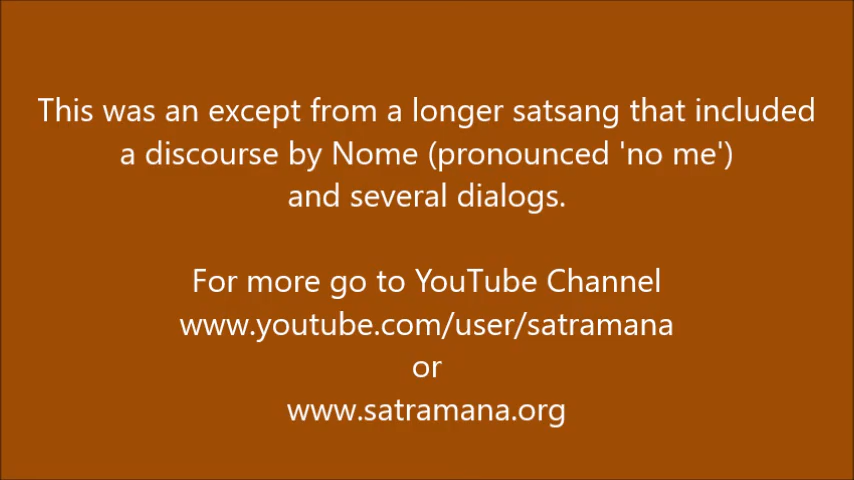 This was an except from a longer satsang that included
a discourse by Nome (pronounced 'no me')
and several dialogs.
For more go to YouTube Channel
www.youtube.com/user/satramana
or
www.satramana.org